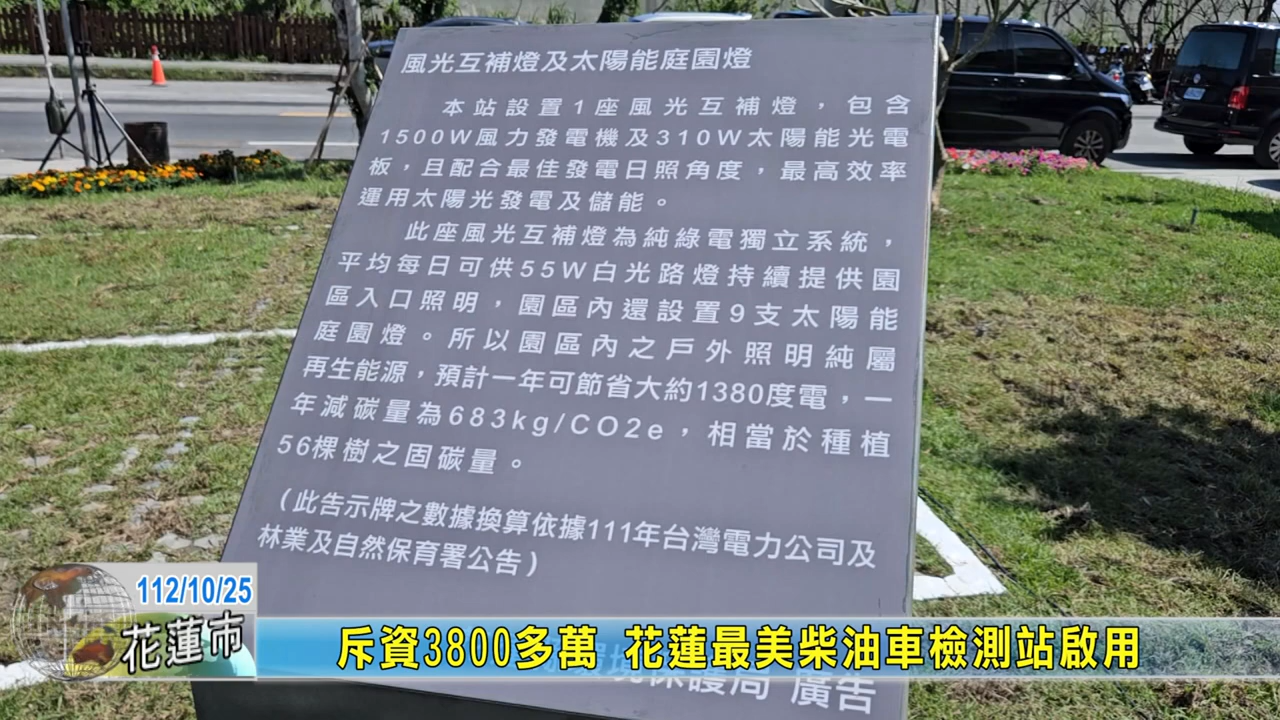 風光互補燈及太陽能庭園燈
本站設置1座風光互補燈，包含
1500W風力發電機及310W太陽能光電
板，且配合最佳發電日照角度，最高效率
運用太陽光發電及儲能。
此座風光互補燈為純綠電獨立系統，
平均每日可供55W白光路燈持續提供園
區入口照明，園區內還設置9支太陽能
庭園燈。所以園區內之戶外照明純屬
再生能源，預計一年可節省大約1380度電，一
年減碳量為683kg/CO2e，相當於種植
56棵樹之固碳量。
（此告示牌之數據換算依據111年台灣電力公司及
林業及自然保育署公告）
環境保護局 廣告
112/10/25
花蓮市
斥資3800多萬 花蓮最美柴油車檢測站啟用